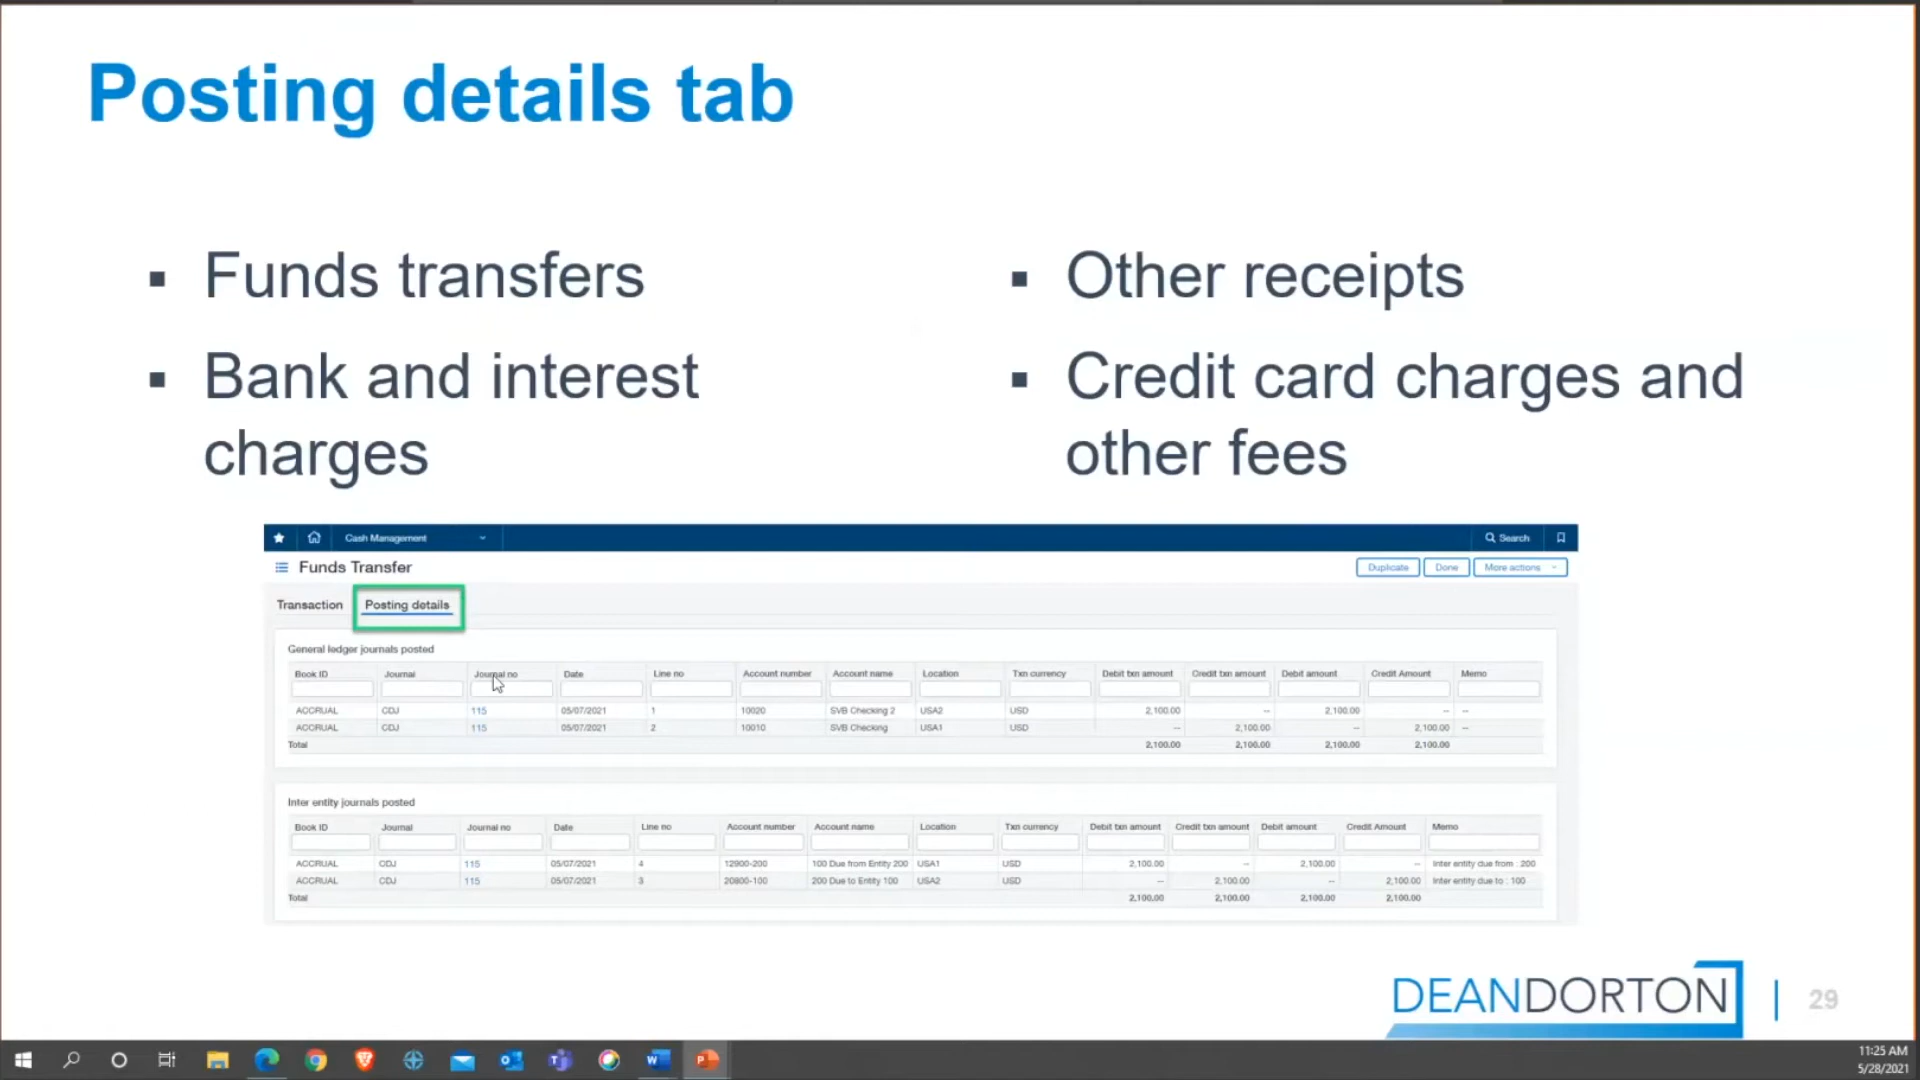 Posting details tab
▪ Funds transfers
▪ Bank and interest
charges
▪ Other receipts
▪ Credit card charges and
other fees
Cash Management Search
Funds Transfer Duplicate Done More actions
Transaction Posting details
General ledger journals posted
Book ID Journal Journal no Date Line no Account number Account name Location Txn currency Debit txn amount Credit txn amount Debit amount Credit Amount Memo
ACCRUAL CDJ 115 05/07/2021 1 10020 SVB Checking 2 USA2 USD 2,100.00 -- 2,100.00 -- --
ACCRUAL CDJ 115 05/07/2021 2 10010 SVB Checking USA1 USD -- 2,100.00 -- 2,100.00 --
Total 2,100.00 2,100.00 2,100.00 2,100.00
Inter entity journals posted
Book ID Journal Journal no Date Line no Account number Account name Location Txn currency Debit txn amount Credit txn amount Debit amount Credit Amount Memo
ACCRUAL CDJ 115 05/07/2021 4 12900-200 100 Due from Entity 200 USA1 USD 2,100.00 -- 2,100.00 -- Inter entity due from : 200
ACCRUAL CDJ 115 05/07/2021 3 20800-100 200 Due to Entity 100 USA2 USD -- 2,100.00 -- 2,100.00 Inter entity due to : 100
Total 2,100.00 2,100.00 2,100.00 2,100.00
DEANDORTON | 29
11:25 AM
5/28/2021